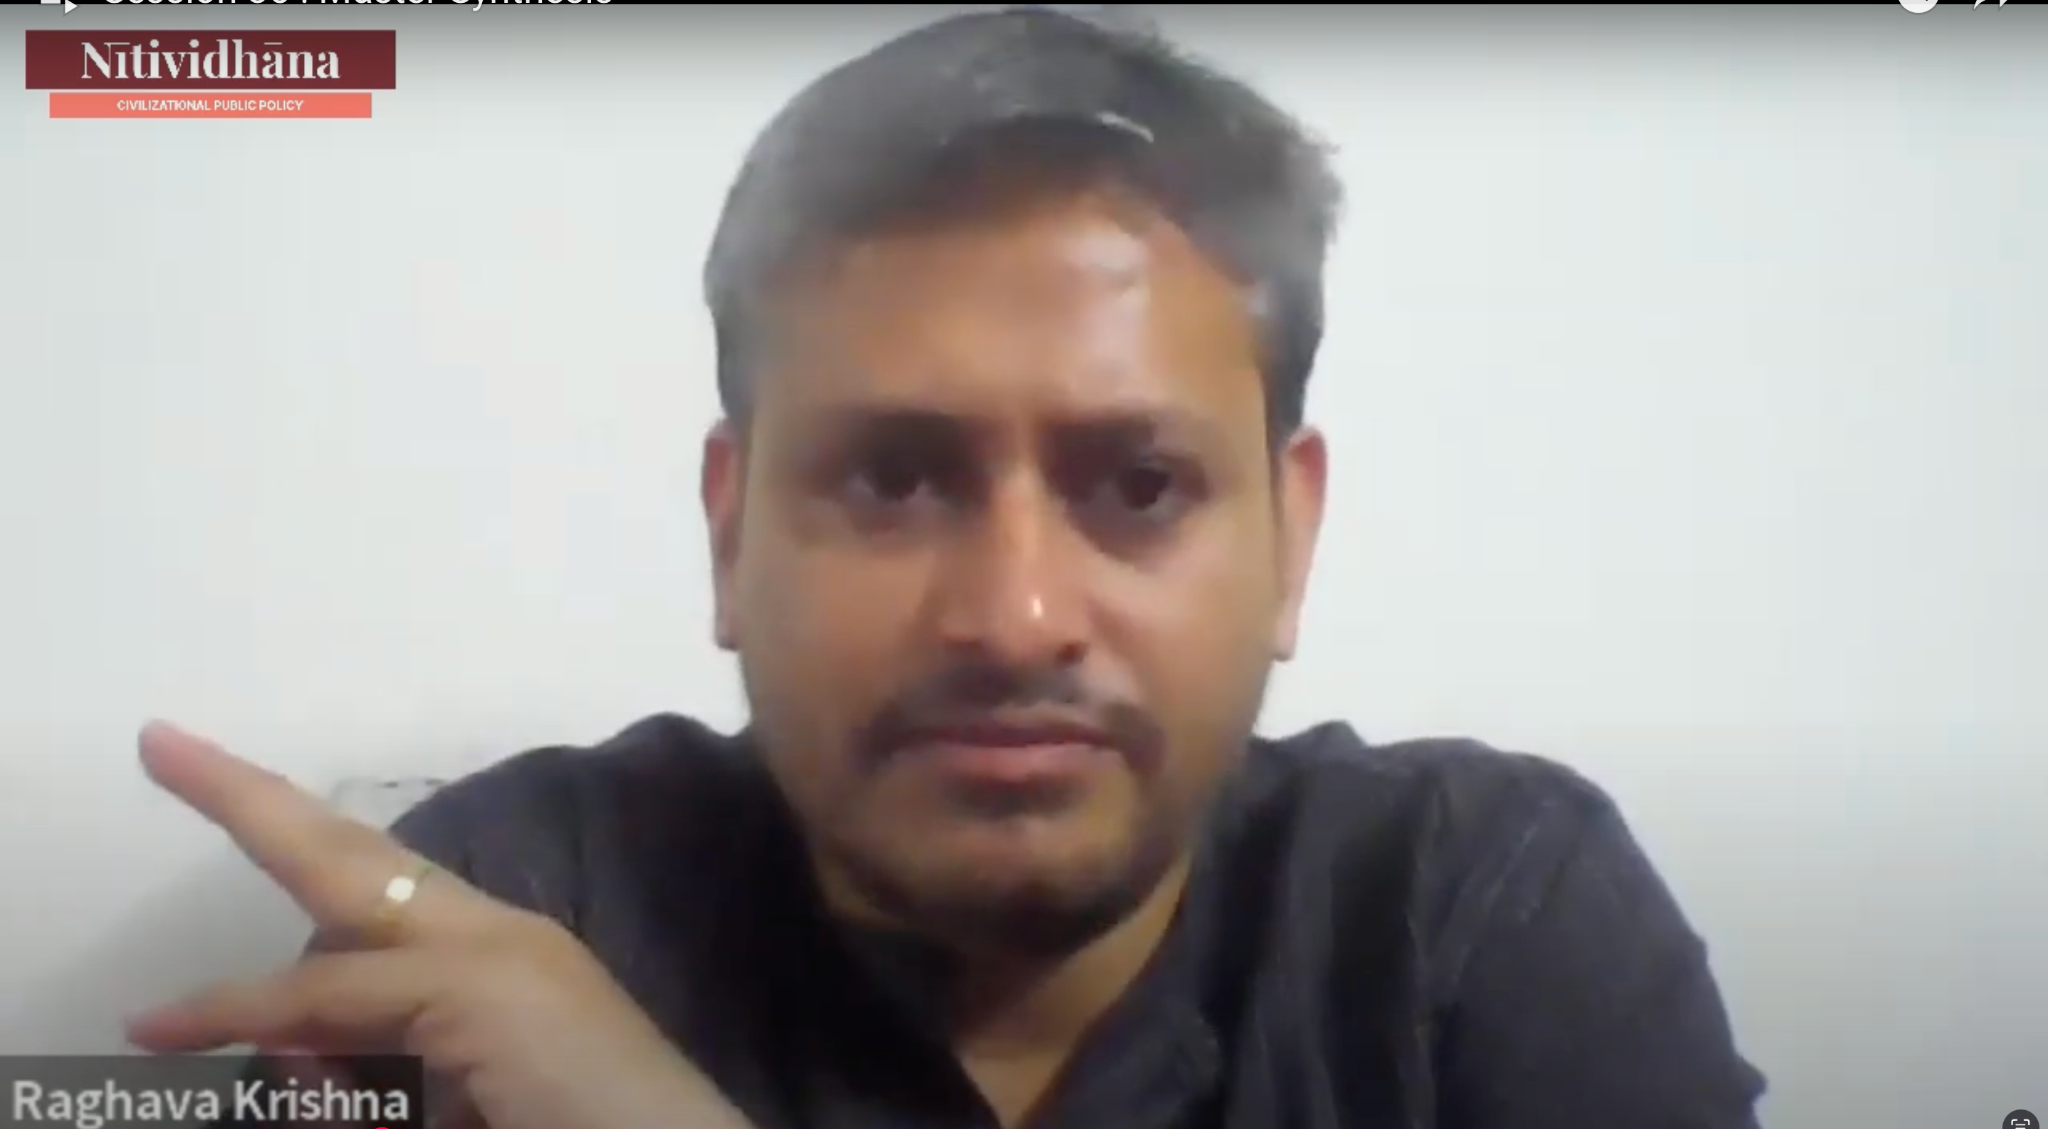 Nītividhāna
CIVILIZATIONAL PUBLIC POLICY
Raghava Krishna